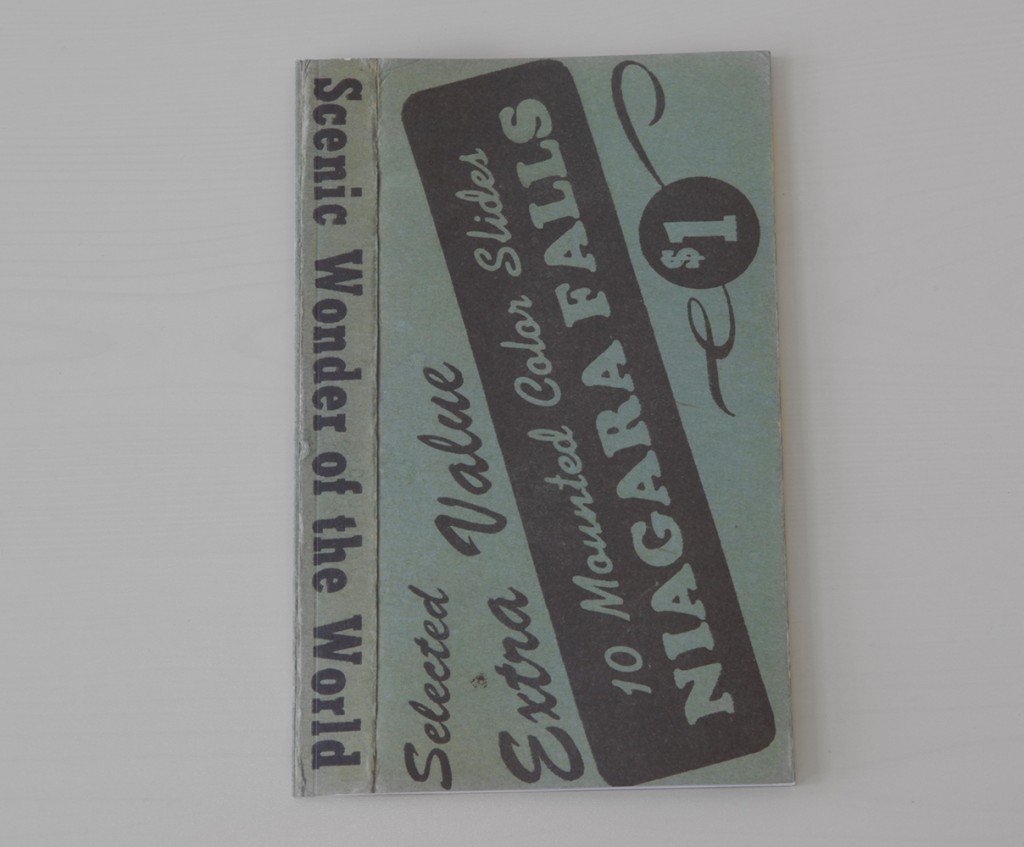 Scenic Wonder of the World
Selected
Extra Value
10 Mounted Color Slides
NIAGARA FALLS
$1